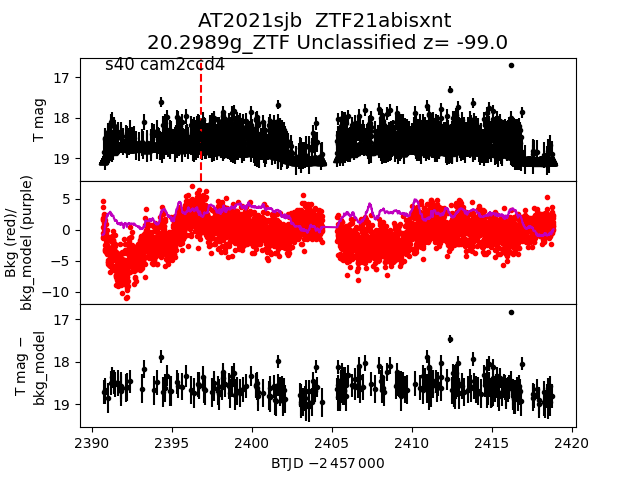 AT2021sjb  ZTF21abisxnt
20.2989g_ZTF Unclassified z= -99.0
s40 cam2ccd4
17
18
19
T mag
5
0
−5
−10
Bkg (red)/
bkg_model (purple)
17
18
19
T mag −
bkg_model
2390 2395 2400 2405 2410 2415 2420
BTJD −2 457 000